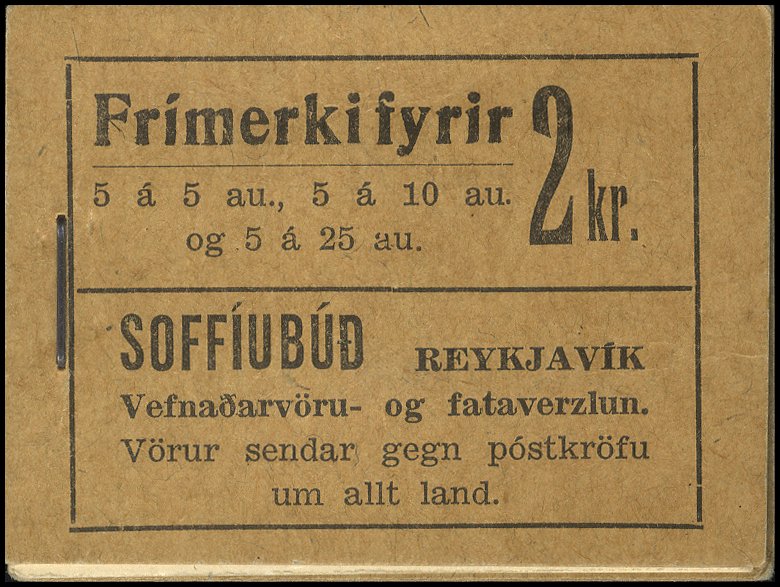 Frímerki fyrir 2 kr.
5 á 5 au., 5 á 10 au.
og 5 á 25 au.
SOFFÍUBÚÐ REYKJAVÍK
Vefnaðarvöru- og fataverzlun.
Vörur sendar gegn póstkröfu
um allt land.